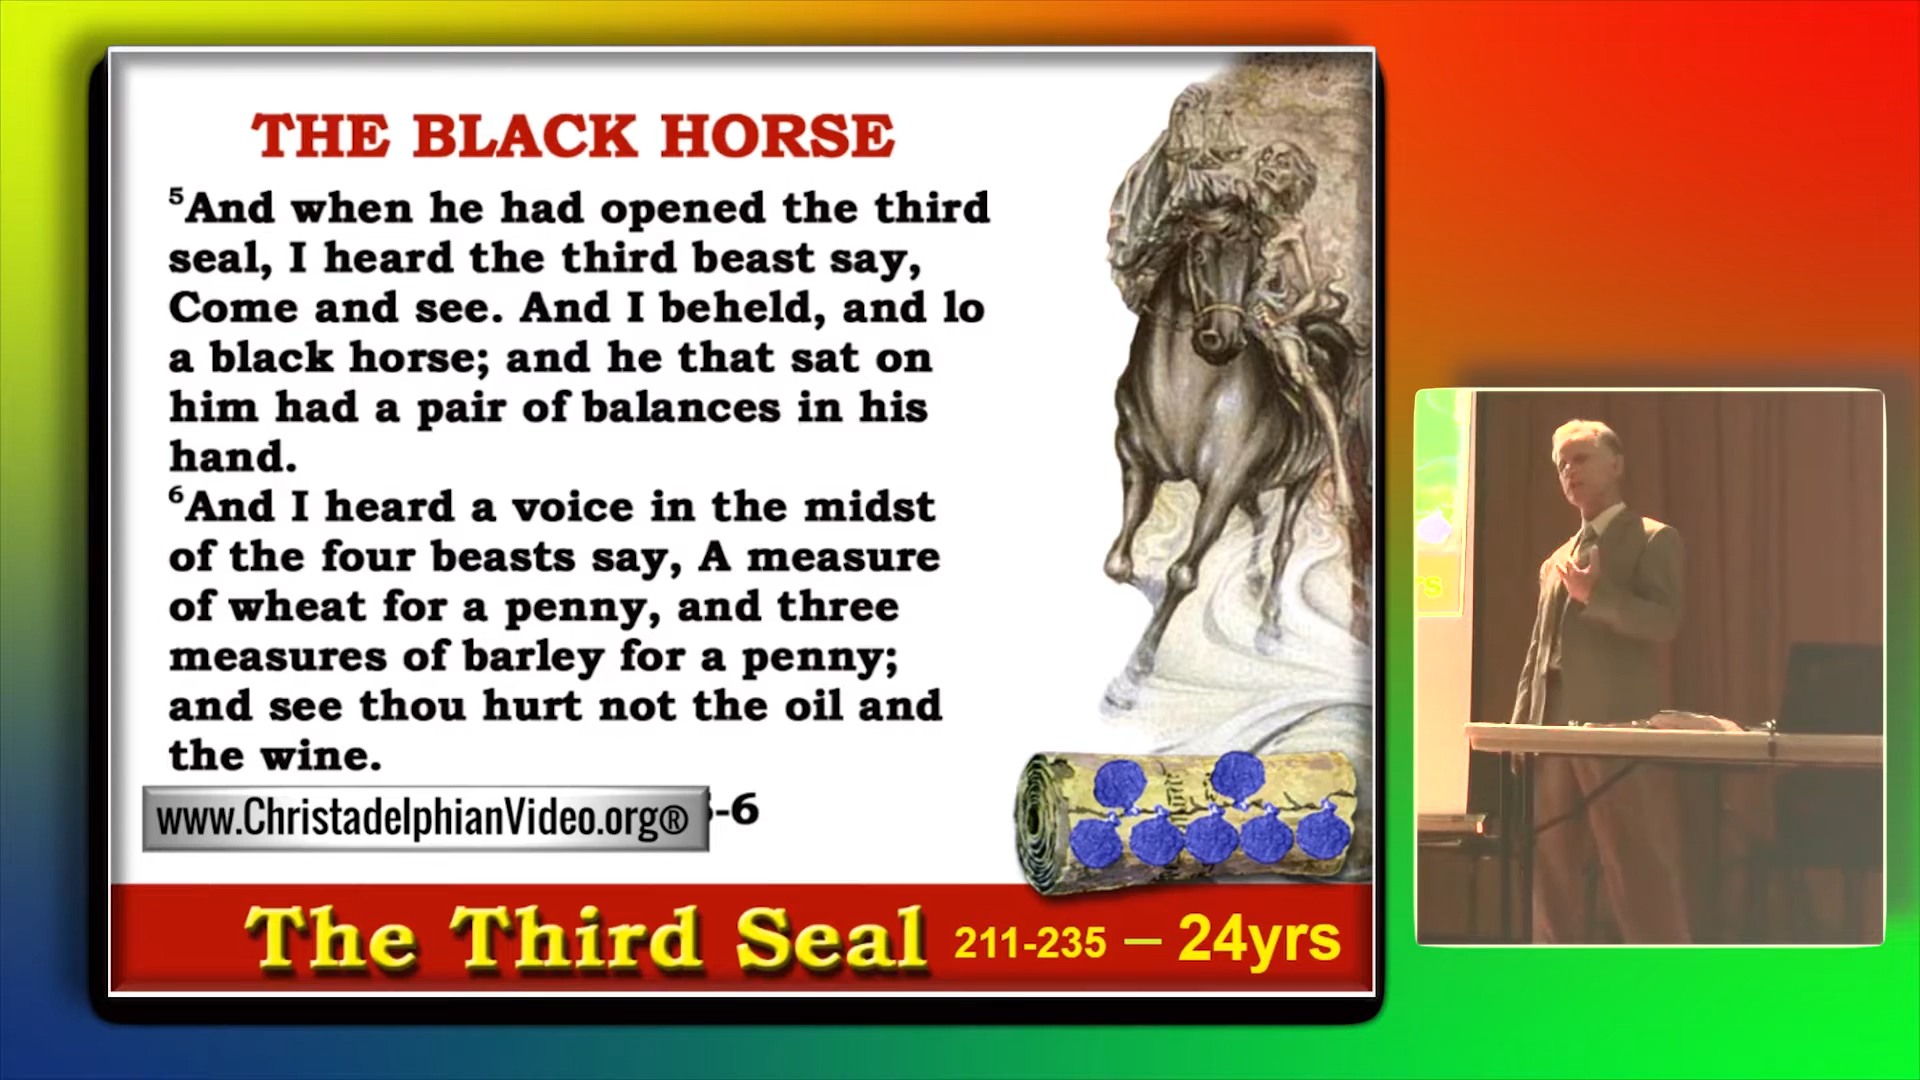 THE BLACK HORSE
⁵And when he had opened the third
seal, I heard the third beast say,
Come and see. And I beheld, and lo
a black horse; and he that sat on
him had a pair of balances in his
hand.
⁶And I heard a voice in the midst
of the four beasts say, A measure
of wheat for a penny, and three
measures of barley for a penny;
and see thou hurt not the oil and
the wine.
www.ChristadelphianVideo.org®
-6
The Third Seal 211-235 – 24yrs
rs